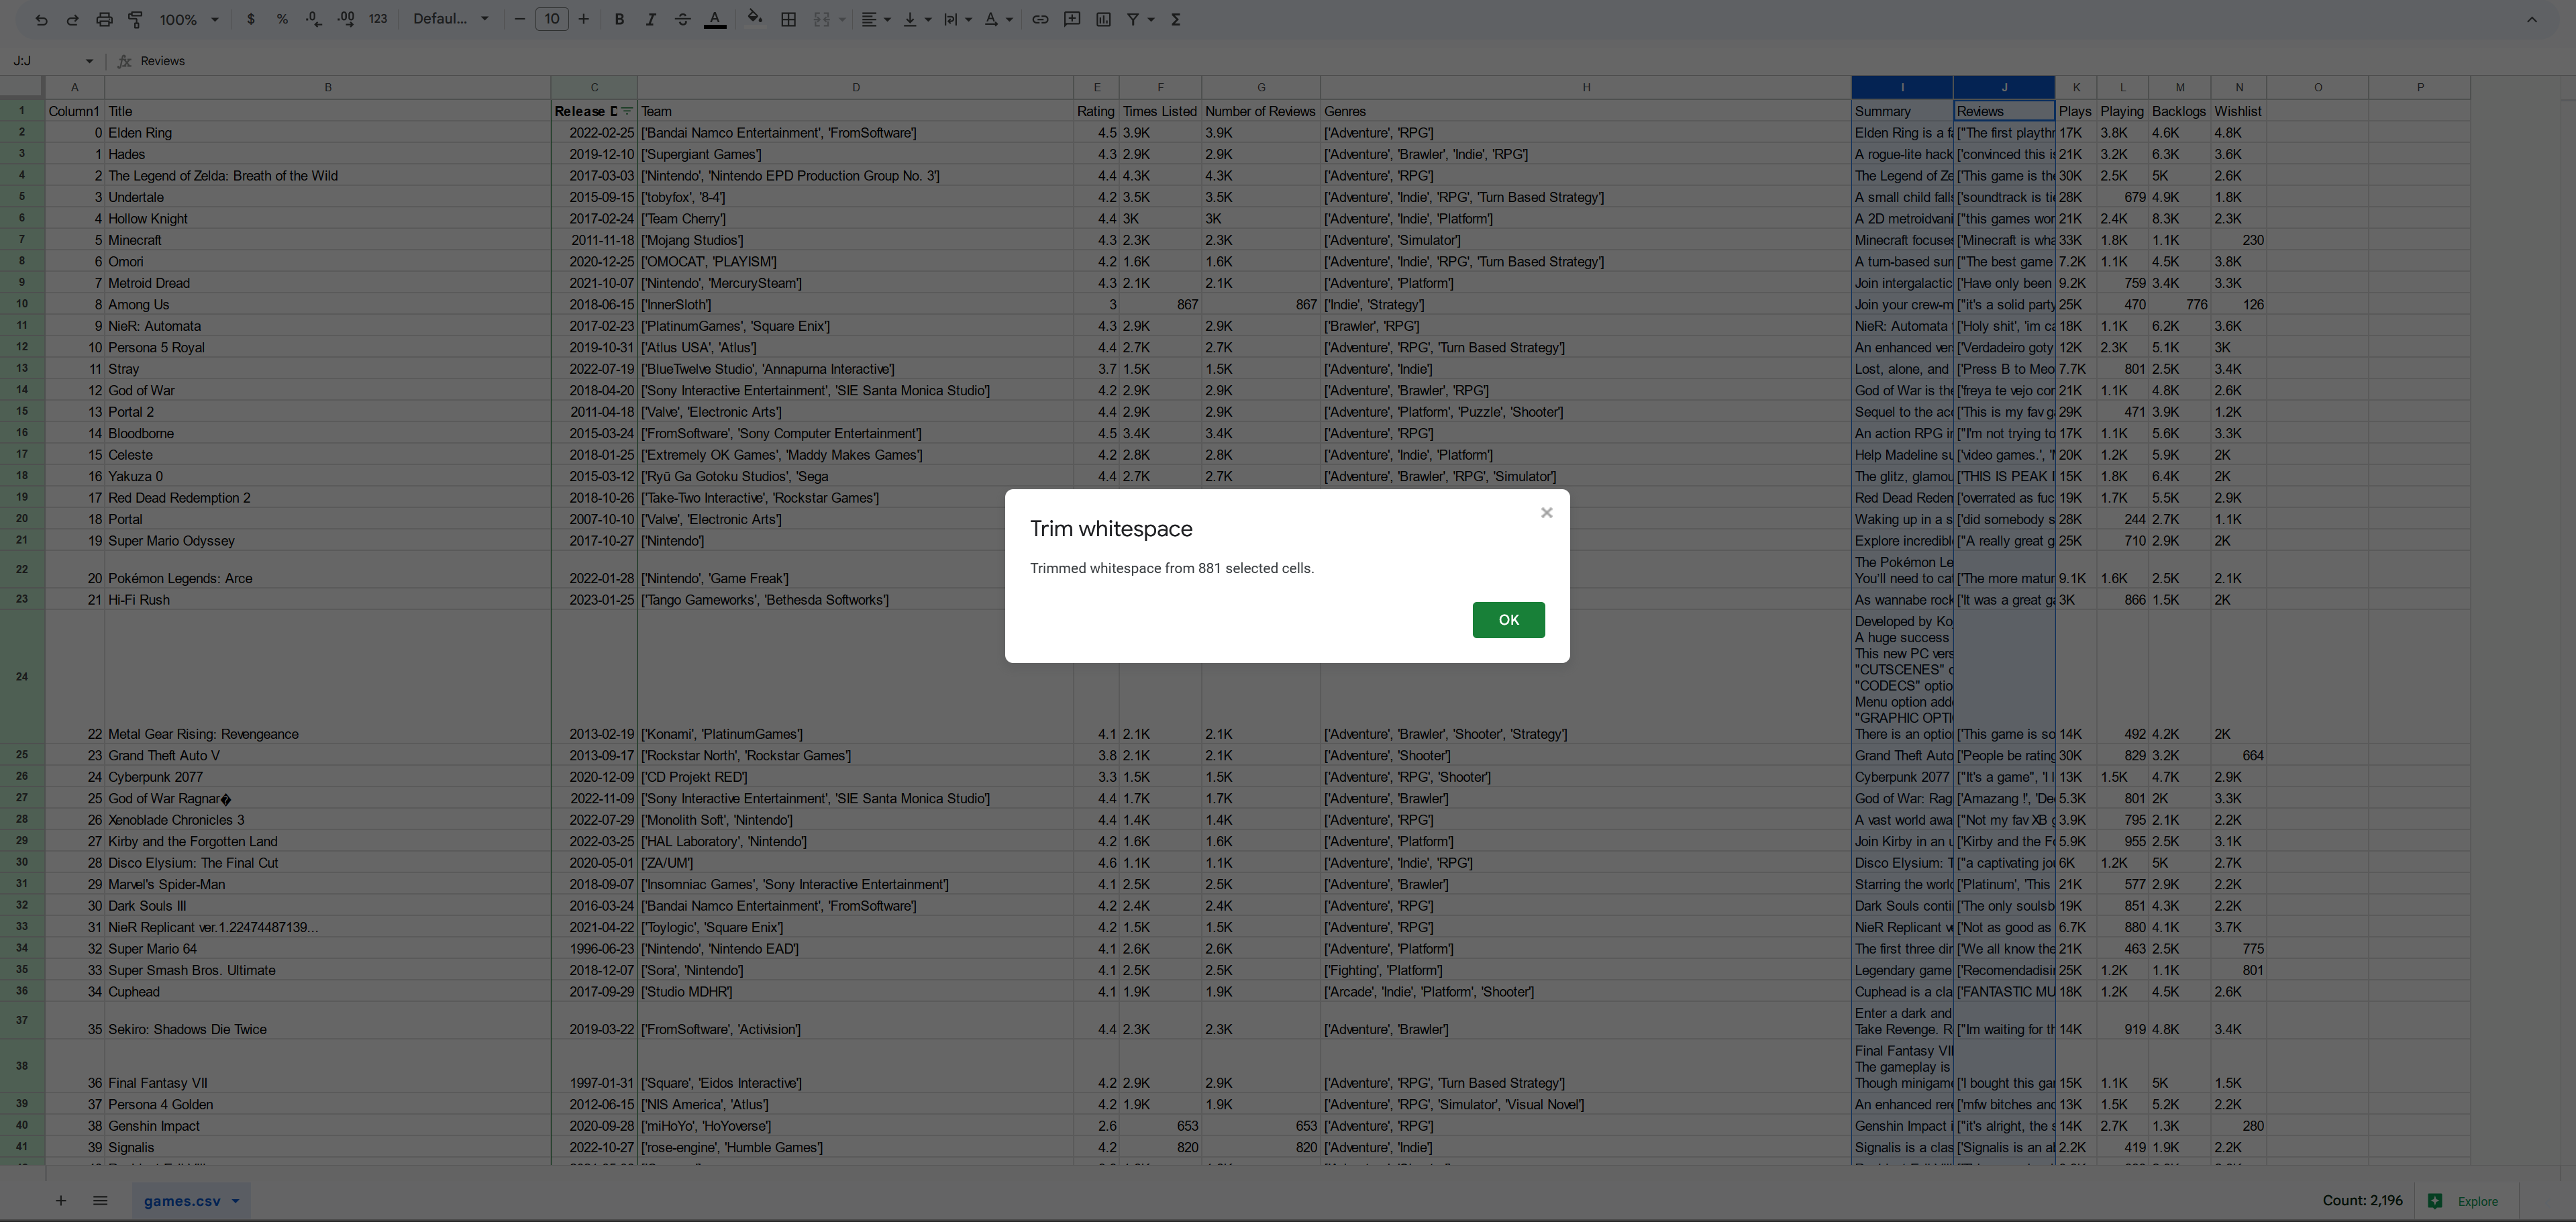 100% $ % .0 .00 123 Defaul... 10 B I A Σ
J:J fx Reviews
A B C D E F G H I J K L M N O P
1 Column1 Title Release D Team Rating Times Listed Number of Reviews Genres Summary Reviews Plays Playing Backlogs Wishlist
2 0 Elden Ring 2022-02-25 ['Bandai Namco Entertainment', 'FromSoftware'] 4.5 3.9K 3.9K ['Adventure', 'RPG'] Elden Ring is a fa ["The first playthr 17K 3.8K 4.6K 4.8K
3 1 Hades 2019-12-10 ['Supergiant Games'] 4.3 2.9K 2.9K ['Adventure', 'Brawler', 'Indie', 'RPG'] A rogue-lite hack ['convinced this is 21K 3.2K 6.3K 3.6K
4 2 The Legend of Zelda: Breath of the Wild 2017-03-03 ['Nintendo', 'Nintendo EPD Production Group No. 3'] 4.4 4.3K 4.3K ['Adventure', 'RPG'] The Legend of Ze ['This game is the 30K 2.5K 5K 2.6K
5 3 Undertale 2015-09-15 ['tobyfox', '8-4'] 4.2 3.5K 3.5K ['Adventure', 'Indie', 'RPG', 'Turn Based Strategy'] A small child falls ['soundtrack is tie 28K 679 4.9K 1.8K
6 4 Hollow Knight 2017-02-24 ['Team Cherry'] 4.4 3K 3K ['Adventure', 'Indie', 'Platform'] A 2D metroidvani ["this games wor 21K 2.4K 8.3K 2.3K
7 5 Minecraft 2011-11-18 ['Mojang Studios'] 4.3 2.3K 2.3K ['Adventure', 'Simulator'] Minecraft focuses ['Minecraft is wha 33K 1.8K 1.1K 230
8 6 Omori 2020-12-25 ['OMOCAT', 'PLAYISM'] 4.2 1.6K 1.6K ['Adventure', 'Indie', 'RPG', 'Turn Based Strategy'] A turn-based sur ["The best game 7.2K 1.1K 4.5K 3.8K
9 7 Metroid Dread 2021-10-07 ['Nintendo', 'MercurySteam'] 4.3 2.1K 2.1K ['Adventure', 'Platform'] Join intergalactic ['Have only been 9.2K 759 3.4K 3.3K
10 8 Among Us 2018-06-15 ['InnerSloth'] 3 867 867 ['Indie', 'Strategy'] Join your crew-m ["it's a solid party 25K 470 776 126
11 9 NieR: Automata 2017-02-23 ['PlatinumGames', 'Square Enix'] 4.3 2.9K 2.9K ['Brawler', 'RPG'] NieR: Automata ['Holy shit', 'im ca 18K 1.1K 6.2K 3.6K
12 10 Persona 5 Royal 2019-10-31 ['Atlus USA', 'Atlus'] 4.4 2.7K 2.7K ['Adventure', 'RPG', 'Turn Based Strategy'] An enhanced ver ['Verdadeiro goty 12K 2.3K 5.1K 3K
13 11 Stray 2022-07-19 ['BlueTwelve Studio', 'Annapurna Interactive'] 3.7 1.5K 1.5K ['Adventure', 'Indie'] Lost, alone, and ['Press B to Meo 7.7K 801 2.5K 3.4K
14 12 God of War 2018-04-20 ['Sony Interactive Entertainment', 'SIE Santa Monica Studio'] 4.2 2.9K 2.9K ['Adventure', 'Brawler', 'RPG'] God of War is the ['freya te vejo cor 21K 1.1K 4.8K 2.6K
15 13 Portal 2 2011-04-18 ['Valve', 'Electronic Arts'] 4.4 2.9K 2.9K ['Adventure', 'Platform', 'Puzzle', 'Shooter'] Sequel to the acc ['This is my fav g 29K 471 3.9K 1.2K
16 14 Bloodborne 2015-03-24 ['FromSoftware', 'Sony Computer Entertainment'] 4.5 3.4K 3.4K ['Adventure', 'RPG'] An action RPG in ["I'm not trying to 17K 1.1K 5.6K 3.3K
17 15 Celeste 2018-01-25 ['Extremely OK Games', 'Maddy Makes Games'] 4.2 2.8K 2.8K ['Adventure', 'Indie', 'Platform'] Help Madeline su ['video games.', ' 20K 1.2K 5.9K 2K
18 16 Yakuza 0 2015-03-12 ['Ryū Ga Gotoku Studios', 'Sega 4.4 2.7K 2.7K ['Adventure', 'Brawler', 'RPG', 'Simulator'] The glitz, glamou ['THIS IS PEAK 15K 1.8K 6.4K 2K
19 17 Red Dead Redemption 2 2018-10-26 ['Take-Two Interactive', 'Rockstar Games'] Red Dead Reden ['overrated as fuc 19K 1.7K 5.5K 2.9K
20 18 Portal 2007-10-10 ['Valve', 'Electronic Arts'] Waking up in a s ['did somebody s 28K 244 2.7K 1.1K
21 19 Super Mario Odyssey 2017-10-27 ['Nintendo'] Explore incredibl ["A really great g 25K 710 2.9K 2K
The Pokémon Le
22 20 Pokémon Legends: Arce 2022-01-28 ['Nintendo', 'Game Freak'] You'll need to cat ['The more matur 9.1K 1.6K 2.5K 2.1K
23 21 Hi-Fi Rush 2023-01-25 ['Tango Gameworks', 'Bethesda Softworks'] As wannabe rock ['It was a great ga 3K 866 1.5K 2K
Trim whitespace
Trimmed whitespace from 881 selected cells.
OK
Developed by Ko
A huge success
This new PC vers
"CUTSCENES" o
"CODECS" optio
Menu option adde
"GRAPHIC OPTI
24 22 Metal Gear Rising: Revengeance 2013-02-19 ['Konami', 'PlatinumGames'] 4.1 2.1K 2.1K ['Adventure', 'Brawler', 'Shooter', 'Strategy'] There is an optio ['This game is so 14K 492 4.2K 2K
25 23 Grand Theft Auto V 2013-09-17 ['Rockstar North', 'Rockstar Games'] 3.8 2.1K 2.1K ['Adventure', 'Shooter'] Grand Theft Auto ['People be rating 30K 829 3.2K 664
26 24 Cyberpunk 2077 2020-12-09 ['CD Projekt RED'] 3.3 1.5K 1.5K ['Adventure', 'RPG', 'Shooter'] Cyberpunk 2077 ["It's a game", 'I l 13K 1.5K 4.7K 2.9K
27 25 God of War Ragnar� 2022-11-09 ['Sony Interactive Entertainment', 'SIE Santa Monica Studio'] 4.4 1.7K 1.7K ['Adventure', 'Brawler'] God of War: Rag ['Amazang !', 'De 5.3K 801 2K 3.3K
28 26 Xenoblade Chronicles 3 2022-07-29 ['Monolith Soft', 'Nintendo'] 4.4 1.4K 1.4K ['Adventure', 'RPG'] A vast world awa ["Not my fav XB g 3.9K 795 2.1K 2.2K
29 27 Kirby and the Forgotten Land 2022-03-25 ['HAL Laboratory', 'Nintendo'] 4.2 1.6K 1.6K ['Adventure', 'Platform'] Join Kirby in an u ['Kirby and the Fo 5.9K 955 2.5K 3.1K
30 28 Disco Elysium: The Final Cut 2020-05-01 ['ZA/UM'] 4.6 1.1K 1.1K ['Adventure', 'Indie', 'RPG'] Disco Elysium: T ["a captivating jou 6K 1.2K 5K 2.7K
31 29 Marvel's Spider-Man 2018-09-07 ['Insomniac Games', 'Sony Interactive Entertainment'] 4.1 2.5K 2.5K ['Adventure', 'Brawler'] Starring the world ['Platinum', 'This 21K 577 2.9K 2.2K
32 30 Dark Souls III 2016-03-24 ['Bandai Namco Entertainment', 'FromSoftware'] 4.2 2.4K 2.4K ['Adventure', 'RPG'] Dark Souls conti ['The only soulsb 19K 851 4.3K 2.2K
33 31 NieR Replicant ver.1.22474487139... 2021-04-22 ['Toylogic', 'Square Enix'] 4.2 1.5K 1.5K ['Adventure', 'RPG'] NieR Replicant ve ['Not as good as 6.7K 880 4.1K 3.7K
34 32 Super Mario 64 1996-06-23 ['Nintendo', 'Nintendo EAD'] 4.1 2.6K 2.6K ['Adventure', 'Platform'] The first three dir ['We all know the 21K 463 2.5K 775
35 33 Super Smash Bros. Ultimate 2018-12-07 ['Sora', 'Nintendo'] 4.1 2.5K 2.5K ['Fighting', 'Platform'] Legendary game ['Recomendadisir 25K 1.2K 1.1K 801
36 34 Cuphead 2017-09-29 ['Studio MDHR'] 4.1 1.9K 1.9K ['Arcade', 'Indie', 'Platform', 'Shooter'] Cuphead is a cla ['FANTASTIC MU 18K 1.2K 4.5K 2.6K
Enter a dark and
37 35 Sekiro: Shadows Die Twice 2019-03-22 ['FromSoftware', 'Activision'] 4.4 2.3K 2.3K ['Adventure', 'Brawler'] Take Revenge. R ["Im waiting for th 14K 919 4.8K 3.4K
Final Fantasy VII
The gameplay is
38 36 Final Fantasy VII 1997-01-31 ['Square', 'Eidos Interactive'] 4.2 2.9K 2.9K ['Adventure', 'RPG', 'Turn Based Strategy'] Though minigame ['I bought this gar 15K 1.1K 5K 1.5K
39 37 Persona 4 Golden 2012-06-15 ['NIS America', 'Atlus'] 4.2 1.9K 1.9K ['Adventure', 'RPG', 'Simulator', 'Visual Novel'] An enhanced rere ['mfw bitches and 13K 1.5K 5.2K 2.2K
40 38 Genshin Impact 2020-09-28 ['miHoYo', 'HoYoverse'] 2.6 653 653 ['Adventure', 'RPG'] Genshin Impact i ["it's alright, the s 14K 2.7K 1.3K 280
41 39 Signalis 2022-10-27 ['rose-engine', 'Humble Games'] 4.2 820 820 ['Adventure', 'Indie'] Signalis is a clas ['Signalis is an al 2.2K 419 1.9K 2.2K
games.csv Count: 2,196 Explore